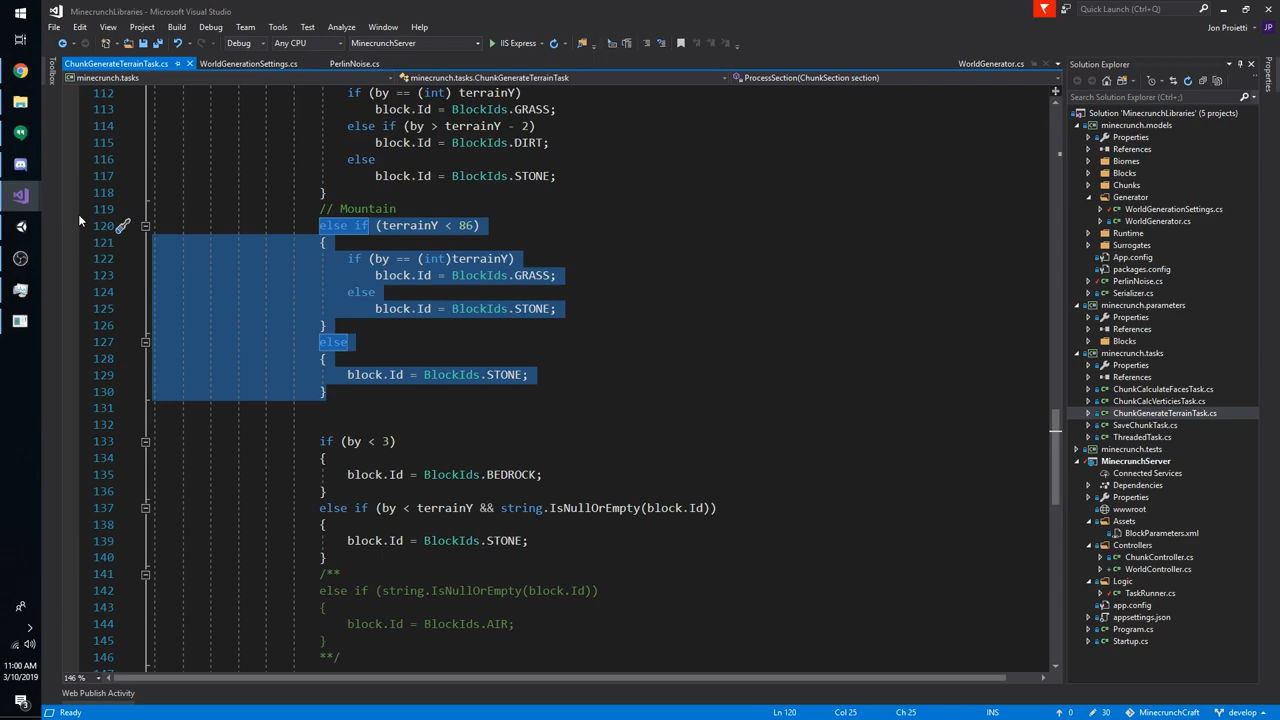 MinecrunchLibraries - Microsoft Visual Studio
Quick Launch (Ctrl+Q)
File Edit View Project Build Debug Team Tools Test Analyze Window Help
Jon Proietti JP
Debug Any CPU MinecrunchServer IIS Express
ChunkGenerateTerrainTask.cs WorldGenerationSettings.cs PerlinNoise.cs WorldGenerator.cs
minecrunch.tasks minecrunch.tasks.ChunkGenerateTerrainTask ProcessSection(ChunkSection section)
Toolbox
112 if (by == (int) terrainY)
113 block.Id = BlockIds.GRASS;
114 else if (by > terrainY - 2)
115 block.Id = BlockIds.DIRT;
116 else
117 block.Id = BlockIds.STONE;
118 }
119 // Mountain
120 else if (terrainY < 86)
121 {
122 if (by == (int)terrainY)
123 block.Id = BlockIds.GRASS;
124 else
125 block.Id = BlockIds.STONE;
126 }
127 else
128 {
129 block.Id = BlockIds.STONE;
130 }
131
132
133 if (by < 3)
134 {
135 block.Id = BlockIds.BEDROCK;
136 }
137 else if (by < terrainY && string.IsNullOrEmpty(block.Id))
138 {
139 block.Id = BlockIds.STONE;
140 }
141 /**
142 else if (string.IsNullOrEmpty(block.Id))
143 {
144 block.Id = BlockIds.AIR;
145 }
146 **/
146 %
Web Publish Activity
Ready Ln 120 Col 25 Ch 25 INS 0 30 MinecrunchCraft develop
Solution Explorer
Search Solution Explorer (Ctrl+;)
Solution 'MinecrunchLibraries' (5 projects)
minecrunch.models
Properties
References
Biomes
Blocks
Chunks
Generator
WorldGenerationSettings.cs
WorldGenerator.cs
Runtime
Surrogates
App.config
packages.config
PerlinNoise.cs
Serializer.cs
minecrunch.parameters
Properties
References
Blocks
minecrunch.tasks
Properties
References
ChunkCalculateFacesTask.cs
ChunkCalcVerticiesTask.cs
ChunkGenerateTerrainTask.cs
SaveChunkTask.cs
ThreadedTask.cs
minecrunch.tests
MinecrunchServer
Connected Services
Dependencies
Properties
wwwroot
Assets
BlockParameters.xml
Controllers
ChunkController.cs
WorldController.cs
Logic
TaskRunner.cs
app.config
appsettings.json
Program.cs
Startup.cs
Properties
11:00 AM
3/10/2019
3